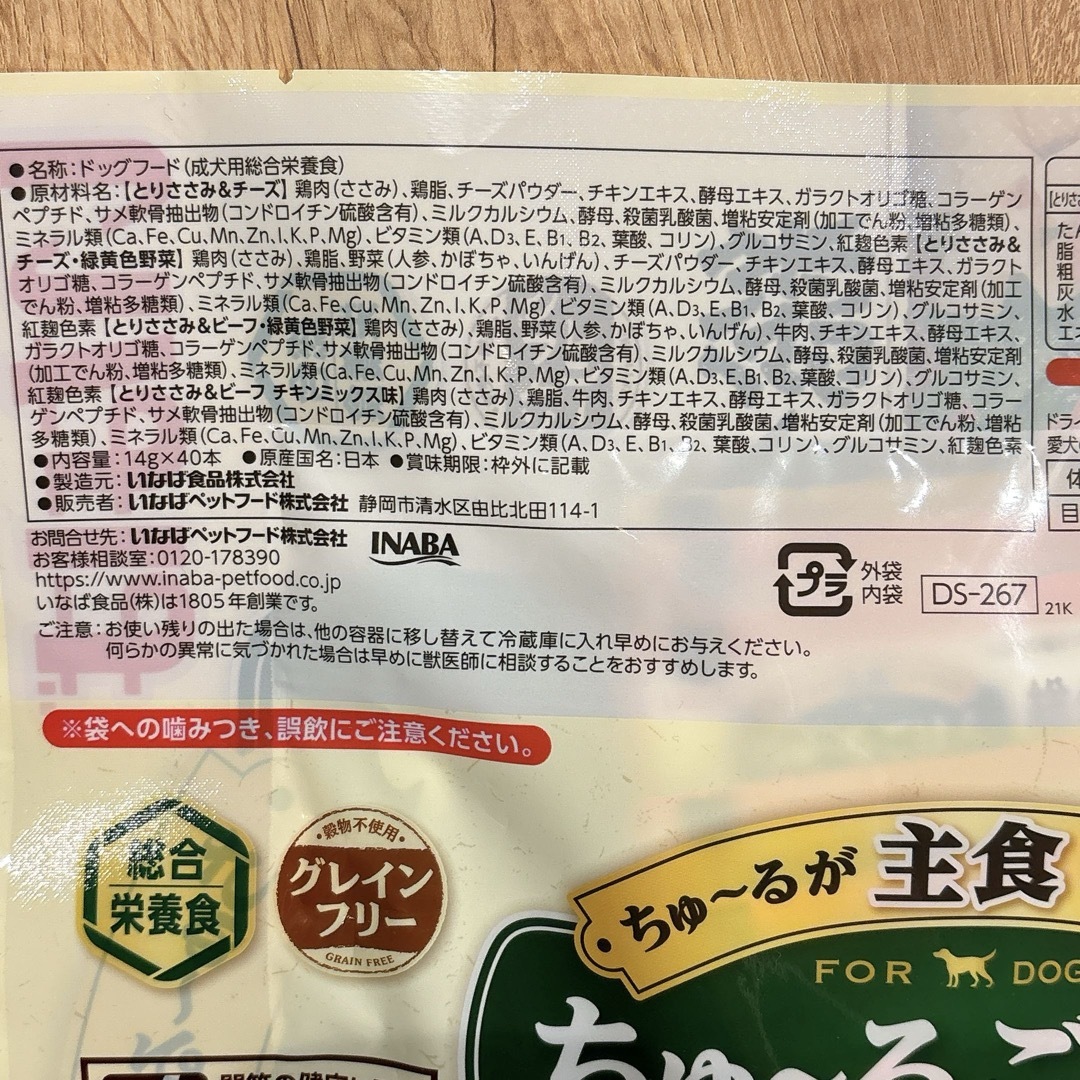 ●名称:ドッグフード(成犬用総合栄養食)
●原材料名:【とりささみ&チーズ】鶏肉(ささみ)、鶏脂、チーズパウダー、チキンエキス、酵母エキス、ガラクトオリゴ糖、コラーゲン
ペプチド、サメ軟骨抽出物(コンドロイチン硫酸含有)、ミルクカルシウム、酵母、殺菌乳酸菌、増粘安定剤(加工でん粉、増粘多糖類)、
ミネラル類(Ca、Fe、Cu、Mn、Zn、I、K、P、Mg)、ビタミン類(A、D3、E、B1、B2、葉酸、コリン)、グルコサミン、紅麹色素【とりささみ&
チーズ・緑黄色野菜】鶏肉(ささみ)、鶏脂、野菜(人参、かぼちゃ、いんげん)、チーズパウダー、チキンエキス、酵母エキス、ガラクト
オリゴ糖、コラーゲンペプチド、サメ軟骨抽出物(コンドロイチン硫酸含有)、ミルクカルシウム、酵母、殺菌乳酸菌、増粘安定剤(加工
でん粉、増粘多糖類)、ミネラル類(Ca、Fe、Cu、Mn、Zn、I、K、P、Mg)、ビタミン類(A、D3、E、B1、B2、葉酸、コリン)、グルコサミン、
紅麹色素【とりささみ&ビーフ・緑黄色野菜】鶏肉(ささみ)、鶏脂、野菜(人参、かぼちゃ、いんげん)、牛肉、チキンエキス、酵母エキス、
ガラクトオリゴ糖、コラーゲンペプチド、サメ軟骨抽出物(コンドロイチン硫酸含有)、ミルクカルシウム、酵母、殺菌乳酸菌、増粘安定剤
(加工でん粉、増粘多糖類)、ミネラル類(Ca、Fe、Cu、Mn、Zn、I、K、P、Mg)、ビタミン類(A、D3、E、B1、B2、葉酸、コリン)、グルコサミン、
紅麹色素【とりささみ&ビーフ チキンミックス味】鶏肉(ささみ)、鶏脂、牛肉、チキンエキス、酵母エキス、ガラクトオリゴ糖、コラー
ゲンペプチド、サメ軟骨抽出物(コンドロイチン硫酸含有)、ミルクカルシウム、酵母、殺菌乳酸菌、増粘安定剤(加工でん粉、増粘
多糖類)、ミネラル類(Ca、Fe、Cu、Mn、Zn、I、K、P、Mg)、ビタミン類(A、D3、E、B1、B2、葉酸、コリン)、グルコサミン、紅麹色素
●内容量:14g×40本 ●原産国名:日本 ●賞味期限:枠外に記載
●製造元:いなば食品株式会社
●販売者:いなばペットフード株式会社 静岡市清水区由比北田114-1
お問合せ先:いなばペットフード株式会社 INABA
お客様相談室:0120-178390
https://www.inaba-petfood.co.jp
いなば食品(株)は1805年創業です。
プラ 外袋 内袋 DS-267 21K
ご注意:お使い残りの出た場合は、他の容器に移し替えて冷蔵庫に入れ早めにお与えください。
何らかの異常に気づかれた場合は早めに獣医師に相談することをおすすめします。
※袋への噛みつき、誤飲にご注意ください。
総合
栄養食
穀物不使用
グレイン
フリー
GRAIN FREE
ちゅ〜るが 主食
FOR DOG
ちゅ〜るご
脂
粗
灰
水
ドライ
愛犬
体
目